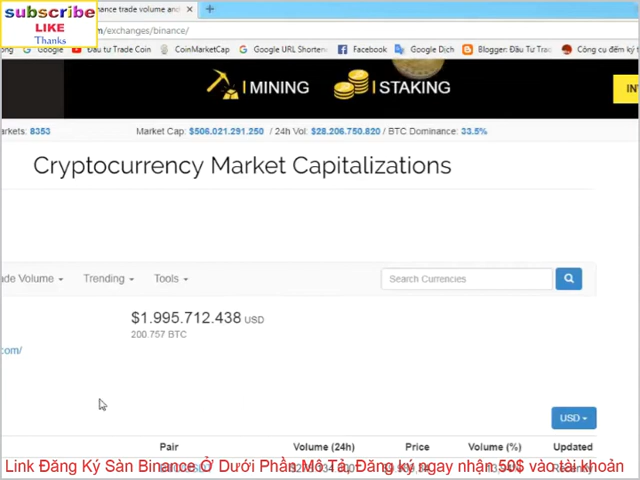 subscribe
LIKE
Thanks
nance trade volume and
m/exchanges/binance/
Google
Đầu tư Trade Coin
CoinMarketCap
Google URL Shorten
Facebook
Google Dịch
Blogger: Đầu Tư Trad
Công cụ đếm ký t
MINING
STAKING
IN
arkets: 8353
Market Cap: $506.021.291.250 / 24h Vol: $28.206.750.820 / BTC Dominance: 33.5%
Cryptocurrency Market Capitalizations
ade Volume
Trending
Tools
Search Currencies
$1.995.712.438 USD
200.757 BTC
com/
USD
Pair
Volume (24h)
Price
Volume (%)
Updated
Link Đăng Ký Sàn Binance Ở Dưới Phần Mô Tả, Đăng ký ngay nhận 50$ vào tài khoản